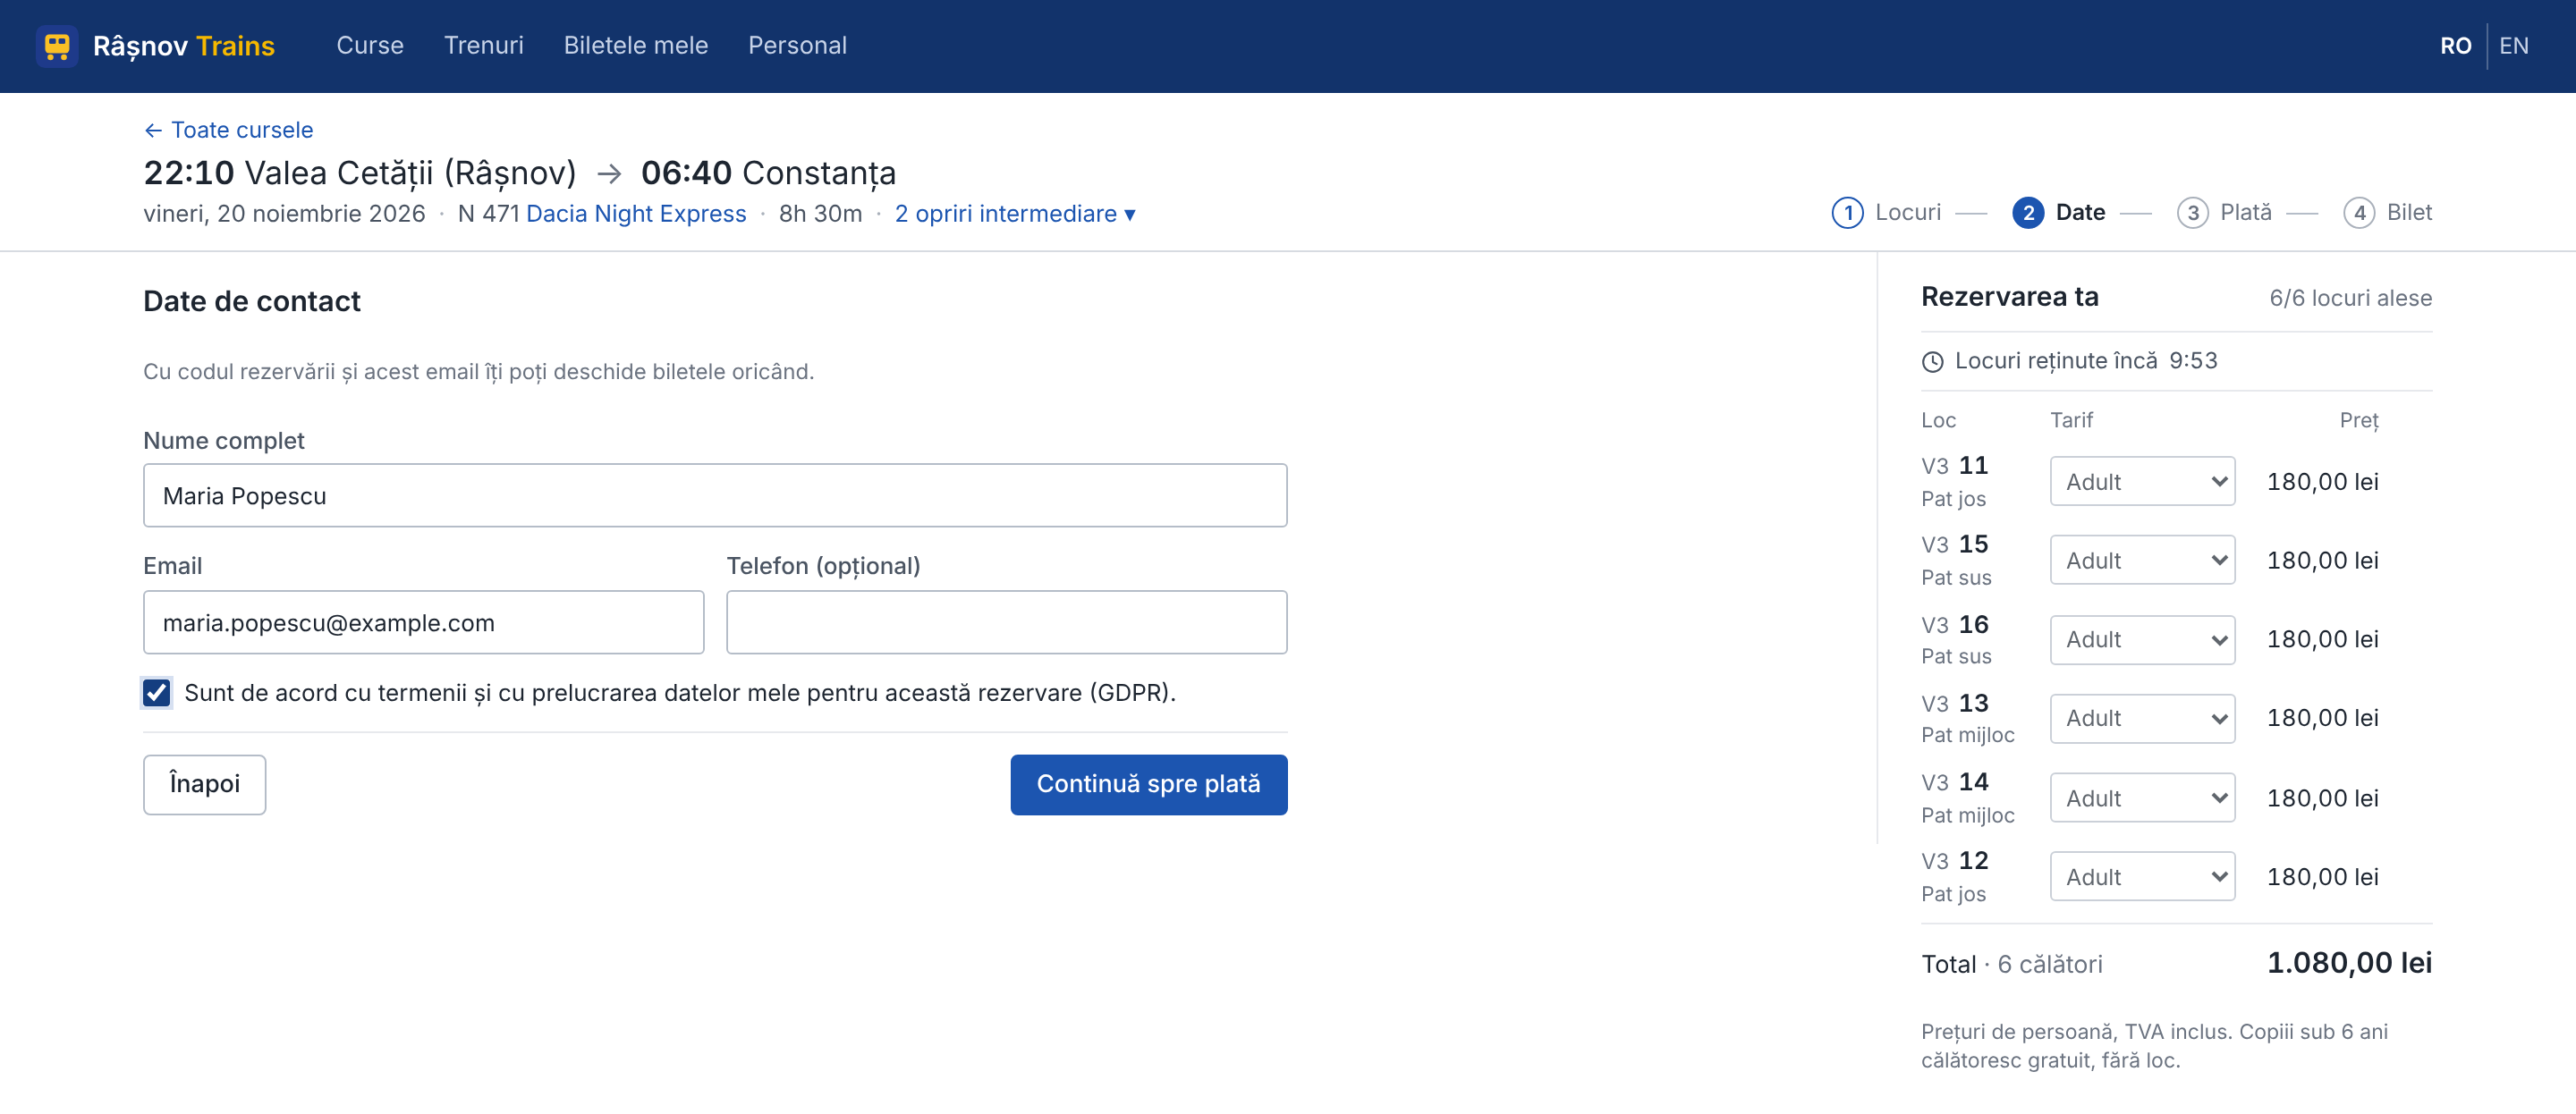 Râșnov Trains Curse Trenuri Biletele mele Personal RO EN
← Toate cursele
22:10 Valea Cetății (Râșnov) → 06:40 Constanța
vineri, 20 noiembrie 2026 · N 471 Dacia Night Express · 8h 30m · 2 opriri intermediare ▾
1 Locuri — 2 Date — 3 Plată — 4 Bilet
Date de contact
Cu codul rezervării și acest email îți poți deschide biletele oricând.
Nume complet
Maria Popescu
Email Telefon (opțional)
maria.popescu@example.com
Sunt de acord cu termenii și cu prelucrarea datelor mele pentru această rezervare (GDPR).
Înapoi Continuă spre plată
Rezervarea ta 6/6 locuri alese
Locuri reținute încă 9:53
Loc Tarif Preț
V3 11 Adult 180,00 lei
Pat jos
V3 15 Adult 180,00 lei
Pat sus
V3 16 Adult 180,00 lei
Pat sus
V3 13 Adult 180,00 lei
Pat mijloc
V3 14 Adult 180,00 lei
Pat mijloc
V3 12 Adult 180,00 lei
Pat jos
Total · 6 călători 1.080,00 lei
Prețuri de persoană, TVA inclus. Copiii sub 6 ani
călătoresc gratuit, fără loc.